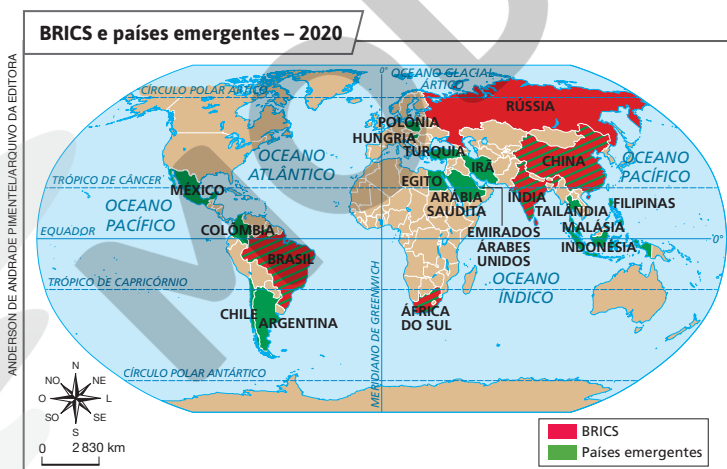 BRICS e países emergentes – 2020
ANDERSON DE ANDRADE PIMENTEL/ARQUIVO DA EDITORA
0°
OCEANO GLACIAL
ÁRTICO
CÍRCULO POLAR ÁRTICO
RÚSSIA
POLÔNIA
HUNGRIA
TURQUIA
OCEANO
ATLÂNTICO
IRÃ
CHINA
OCEANO
PACÍFICO
TRÓPICO DE CÂNCER
MÉXICO
EGITO
ARÁBIA
SAUDITA
ÍNDIA
TAILÂNDIA
FILIPINAS
OCEANO
PACÍFICO
COLÔMBIA
EMIRADOS
ÁRABES
UNIDOS
MALÁSIA
INDONÉSIA
EQUADOR
0°
BRASIL
OCEANO
ÍNDICO
TRÓPICO DE CAPRICÓRNIO
CHILE
ARGENTINA
MERIDIANO DE GREENWICH
ÁFRICA
DO SUL
CÍRCULO POLAR ANTÁRTICO
N
NO
NE
O
L
SO
SE
S
0
2 830 km
BRICS
Países emergentes